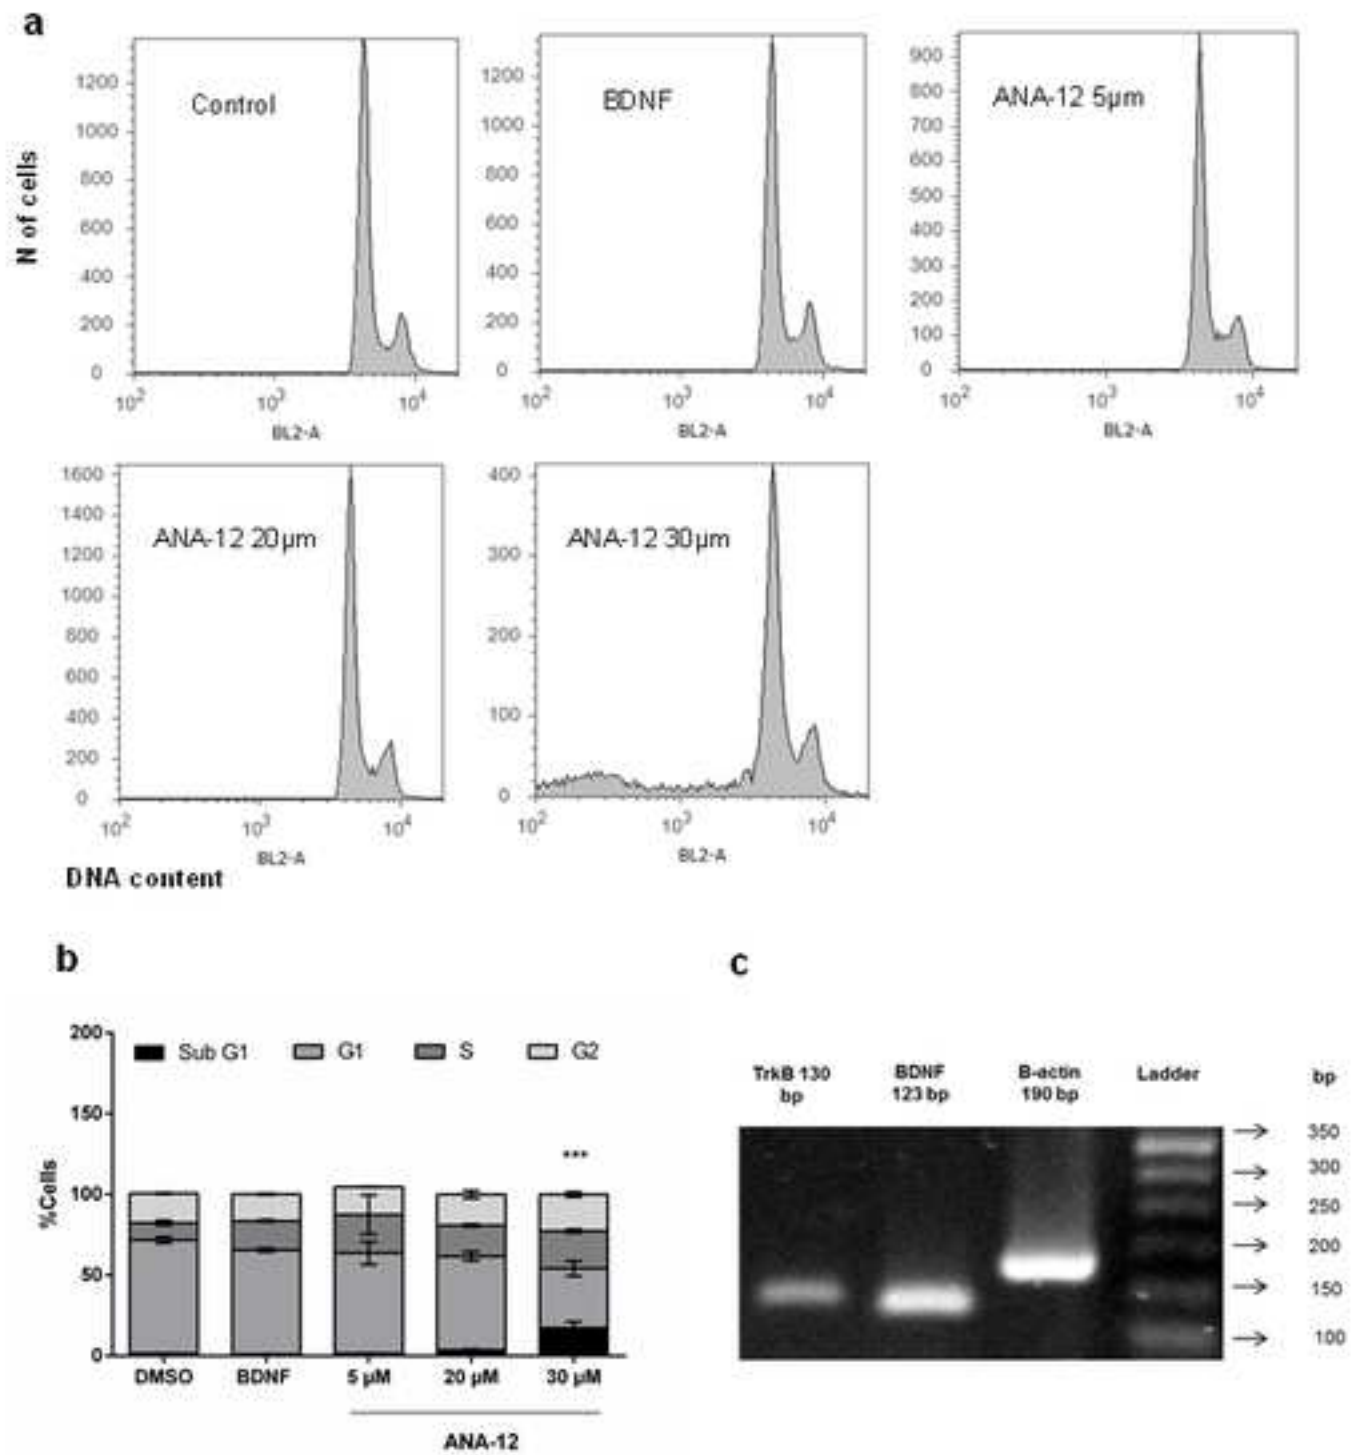 a
N of cells
Control
1200
1000
800
600
400
200
0
10² 10³ 10⁴
BL2-A
BDNF
1200
1000
800
600
400
200
0
10² 10³ 10⁴
BL2-A
ANA-12 5µm
900
800
700
600
500
400
300
200
100
0
10² 10³ 10⁴
BL2-A
ANA-12 20µm
1600
1400
1200
1000
800
600
400
200
0
10² 10³ 10⁴
BL2-A
ANA-12 30µm
400
300
200
100
0
10² 10³ 10⁴
BL2-A
DNA content
b
%Cells
200
150
100
50
0
Sub G1 G1 S G2
***
DMSO BDNF 5 µM 20 µM 30 µM
ANA-12
c
TrkB 130 BDNF B-actin Ladder bp
bp 123 bp 190 bp
350
300
250
200
150
100